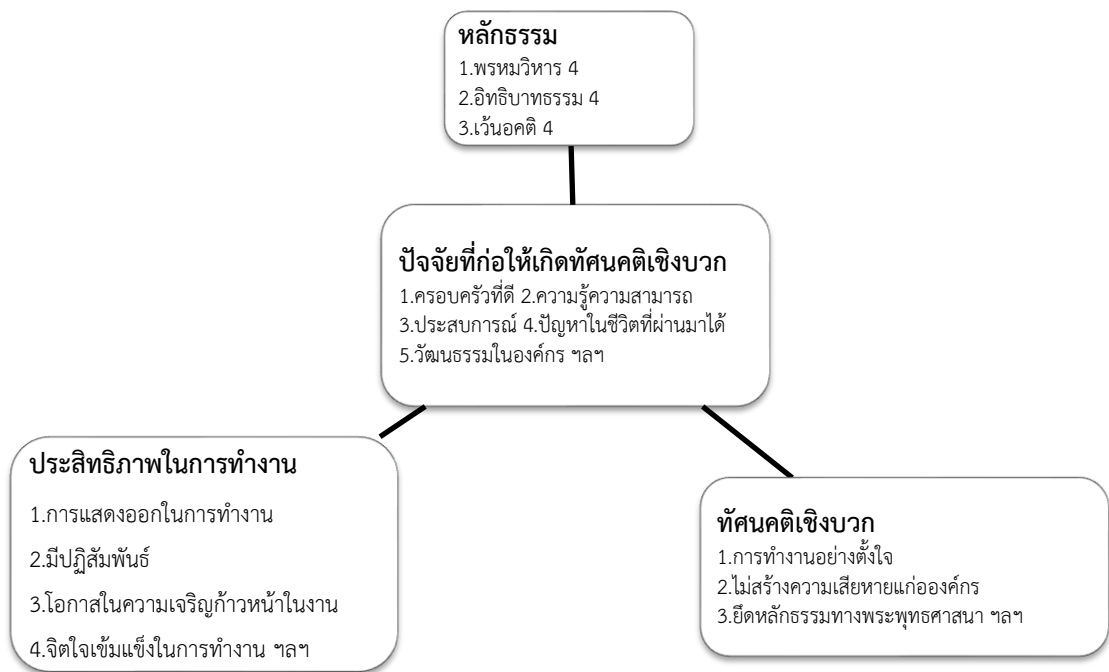 หลักธรรม
1.พรหมวิหาร 4
2.อิทธิบาทธรรม 4
3.เว้นอคติ 4
ปัจจัยที่ก่อให้เกิดทัศนคติเชิงบวก
1.ครอบครัวที่ดี 2.ความรู้ความสามารถ
3.ประสบการณ์ 4.ปัญหาในชีวิตที่ผ่านมาได้
5.วัฒนธรรมในองค์กร ฯลฯ
ประสิทธิภาพในการทำงาน
1.การแสดงออกในการทำงาน
2.มีปฏิสัมพันธ์
3.โอกาสในความเจริญก้าวหน้าในงาน
4.จิตใจเข้มแข็งในการทำงาน ฯลฯ
ทัศนคติเชิงบวก
1.การทำงานอย่างตั้งใจ
2.ไม่สร้างความเสียหายแก่อองค์กร
3.ยึดหลักธรรมทางพระพุทธศาสนา ฯลฯ